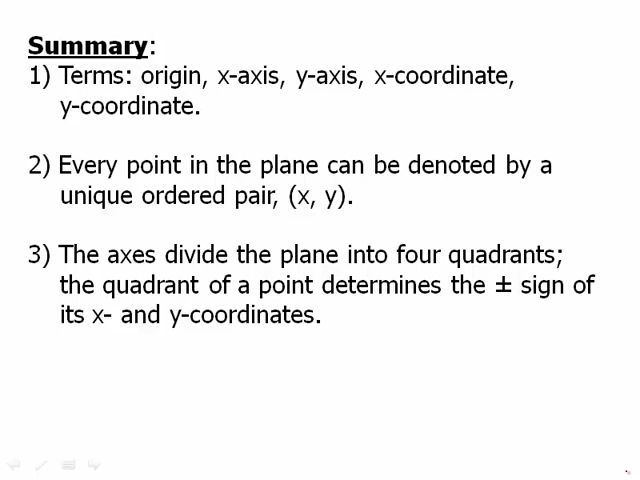 Summary:
1) Terms: origin, x-axis, y-axis, x-coordinate,
y-coordinate.
2) Every point in the plane can be denoted by a
unique ordered pair, (x, y).
3) The axes divide the plane into four quadrants;
the quadrant of a point determines the ± sign of
its x- and y-coordinates.